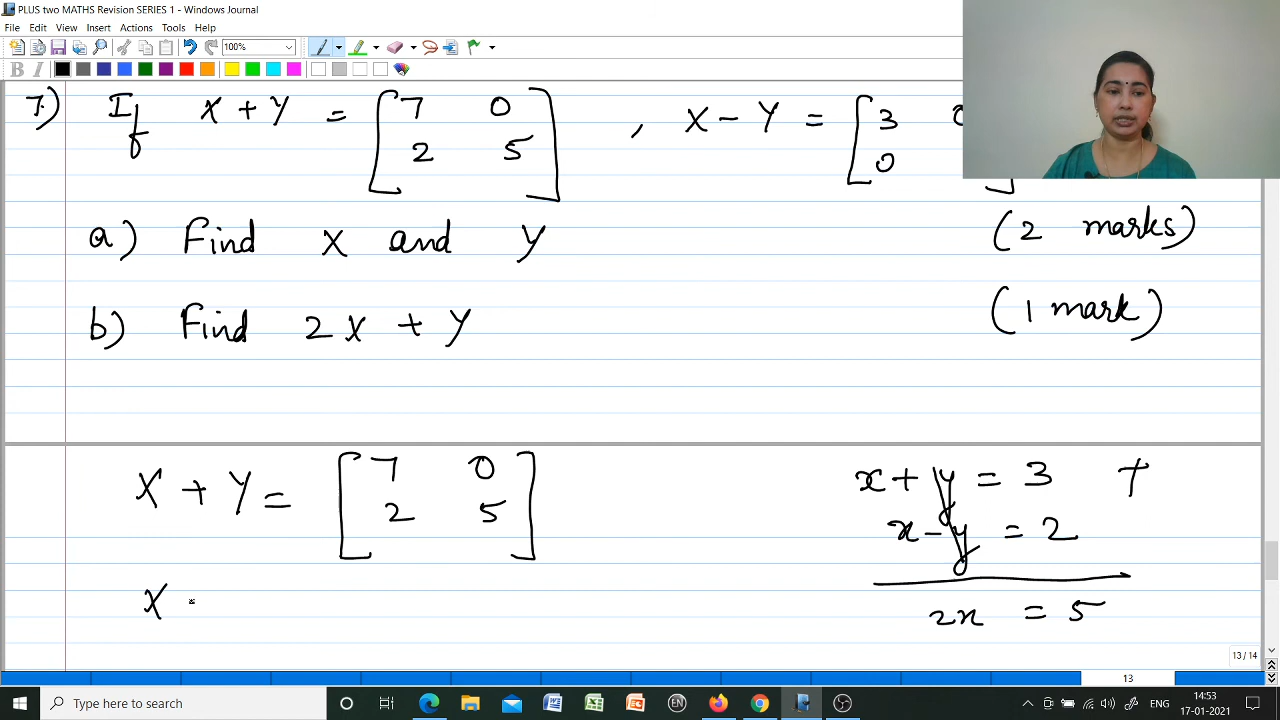 PLUS two MATHS Revision SERIES 1 - Windows Journal
File Edit View Insert Actions Tools Help
100%
B I
7.) If X + Y = [ 7 0 , X - Y = [ 3 0
2 5 ] 0 ]
a) Find X and Y (2 marks)
b) Find 2X + Y (1 mark)
X + Y = [ 7 0 x + y = 3 +
2 5 ] x - y = 2
X 2x = 5
13 / 14
13
Type here to search
ENG
14:53
17-01-2021